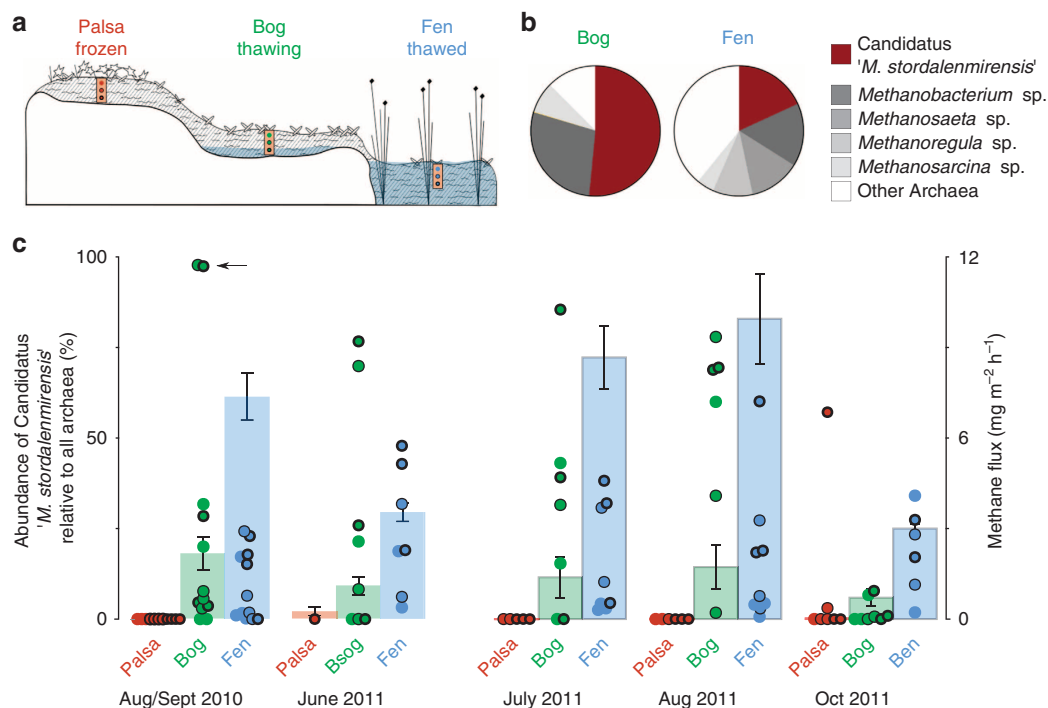 a
Palsa
frozen
Bog
thawing
Fen
thawed
b
Bog
Fen
Candidatus
'M. stordalenmirensis'
Methanobacterium sp.
Methanosaeta sp.
Methanoregula sp.
Methanosarcina sp.
Other Archaea
c
Abundance of Candidatus
'M. stordalenmirensis'
relative to all archaea (%)
100
50
0
12
6
0
Methane flux (mg m⁻² h⁻¹)
Palsa
Bog
Fen
Palsa
Bsog
Fen
Palsa
Bog
Fen
Palsa
Bog
Fen
Palsa
Bog
Ben
Aug/Sept 2010
June 2011
July 2011
Aug 2011
Oct 2011